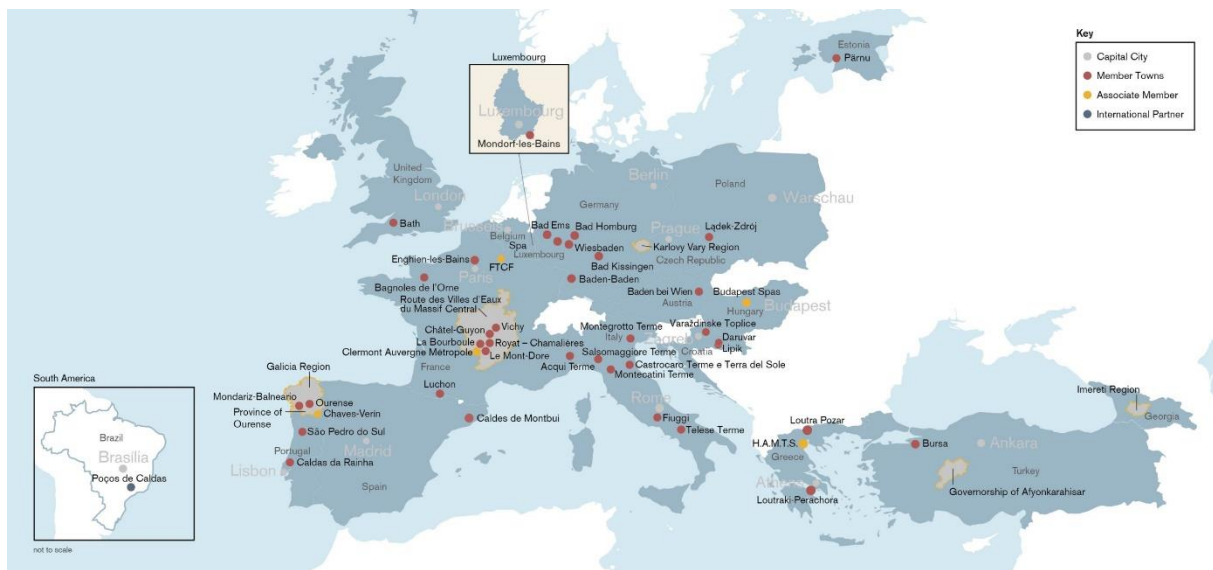 Key
Capital City
Member Towns
Associate Member
International Partner
Estonia
Pärnu
Luxembourg
Luxembourg
Mondorf-les-Bains
United
Kingdom
London
Bath
Berlin
Poland
Warschau
Germany
Brussels
Belgium
Spa
Luxembourg
Bad Ems
Bad Homburg
Wiesbaden
Bad Kissingen
Prague
Lądek-Zdrój
Karlovy Vary Region
Czech Republic
Enghien-les-Bains
FTCF
Paris
Bagnoles de l'Orne
Baden-Baden
Route des Villes d'Eaux
du Massif Central
Baden bei Wien
Austria
Budapest Spas
Budapest
Hungary
Châtel-Guyon
Vichy
La Bourboule
Royat – Chamalières
Clermont Auvergne Métropole
Le Mont-Dore
France
Montegrotto Terme
Italy
Varaždinske Toplice
Zagreb
Croatia
Daruvar
Lipik
Acqui Terme
Salsomaggiore Terme
Castrocaro Terme e Terra del Sole
Montecatini Terme
Galicia Region
Luchon
Mondariz-Balneario
Ourense
Province of
Ourense
Chaves-Verin
Caldes de Montbui
São Pedro do Sul
Portugal
Madrid
Lisbon
Caldas da Rainha
Spain
Roma
Fiuggi
Telese Terme
Loutra Pozar
H.A.M.T.S.
Greece
Athens
Loutraki-Perachora
Bursa
Ankara
Turkey
Governorship of Afyonkarahisar
Imereti Region
Georgia
South America
Brazil
Brasília
Poços de Caldas
not to scale